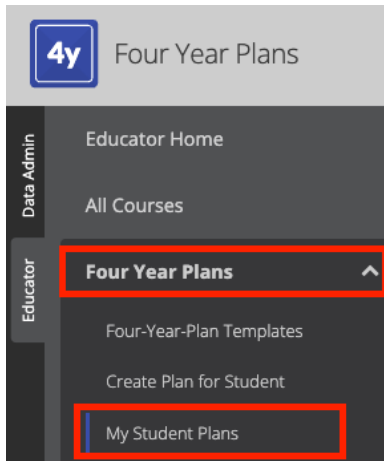 4y Four Year Plans
Data Admin
Educator
Educator Home
All Courses
Four Year Plans
Four-Year-Plan Templates
Create Plan for Student
My Student Plans